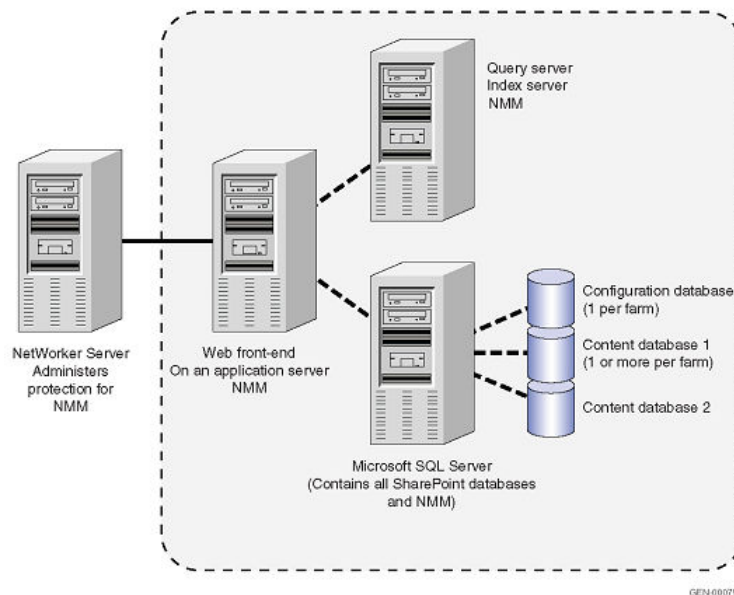 Query server
Index server
NMM
NetWorker Server
Administers
protection for
NMM
Web front-end
On an application server
NMM
Configuration database
(1 per farm)
Content database 1
(1 or more per farm)
Content database 2
Microsoft SQL Server
(Contains all SharePoint databases
and NMM)